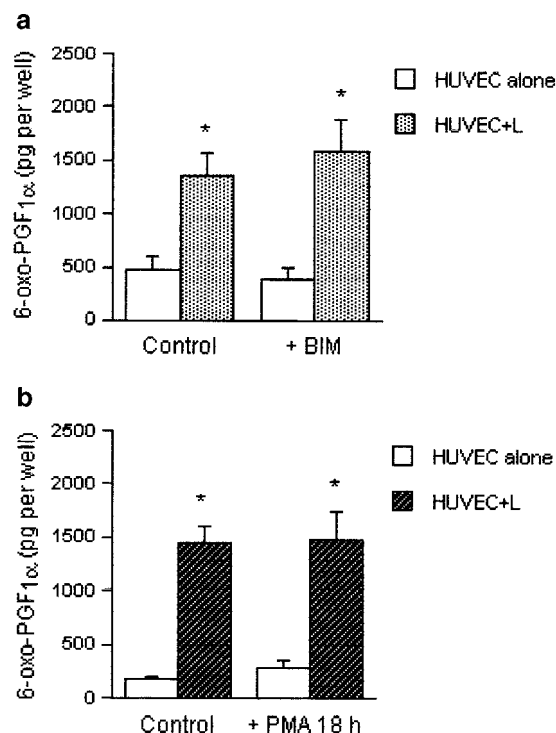 a
6-oxo-PGF1α (pg per well)
2500
2000
1500
1000
500
0
* *
Control + BIM
HUVEC alone
HUVEC+L
b
6-oxo-PGF1α (pg per well)
2500
2000
1500
1000
500
0
* *
Control + PMA 18 h
HUVEC alone
HUVEC+L